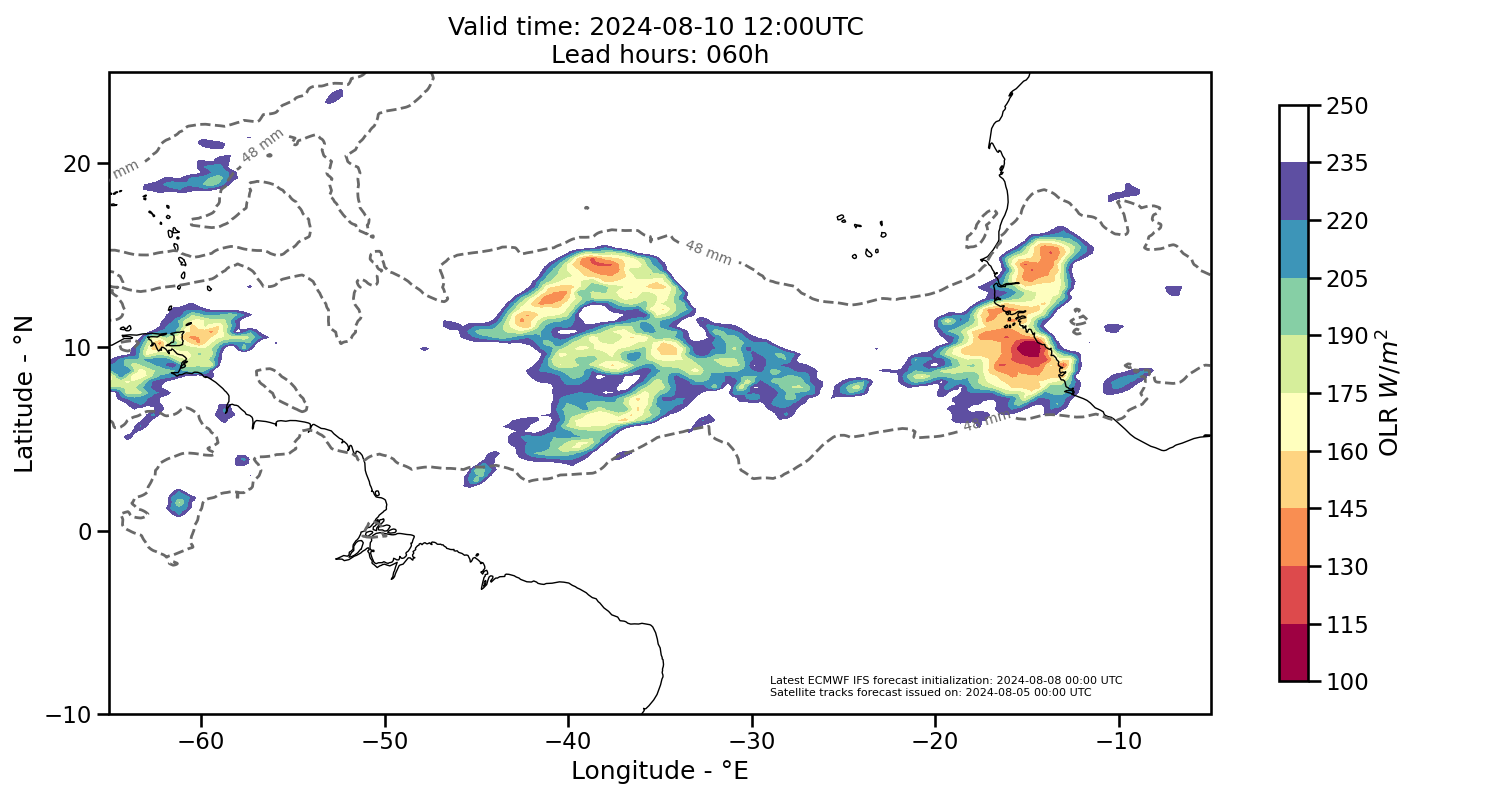 Valid time: 2024-08-10 12:00UTC
Lead hours: 060h
mm
48 mm
48 mm
48 mm
20
10
0
−10
Latitude - °N
−60
−50
−40
−30
−20
−10
Longitude - °E
Latest ECMWF IFS forecast initialization: 2024-08-08 00:00 UTC
Satellite tracks forecast issued on: 2024-08-05 00:00 UTC
250
235
220
205
190
175
160
145
130
115
100
OLR W/m²